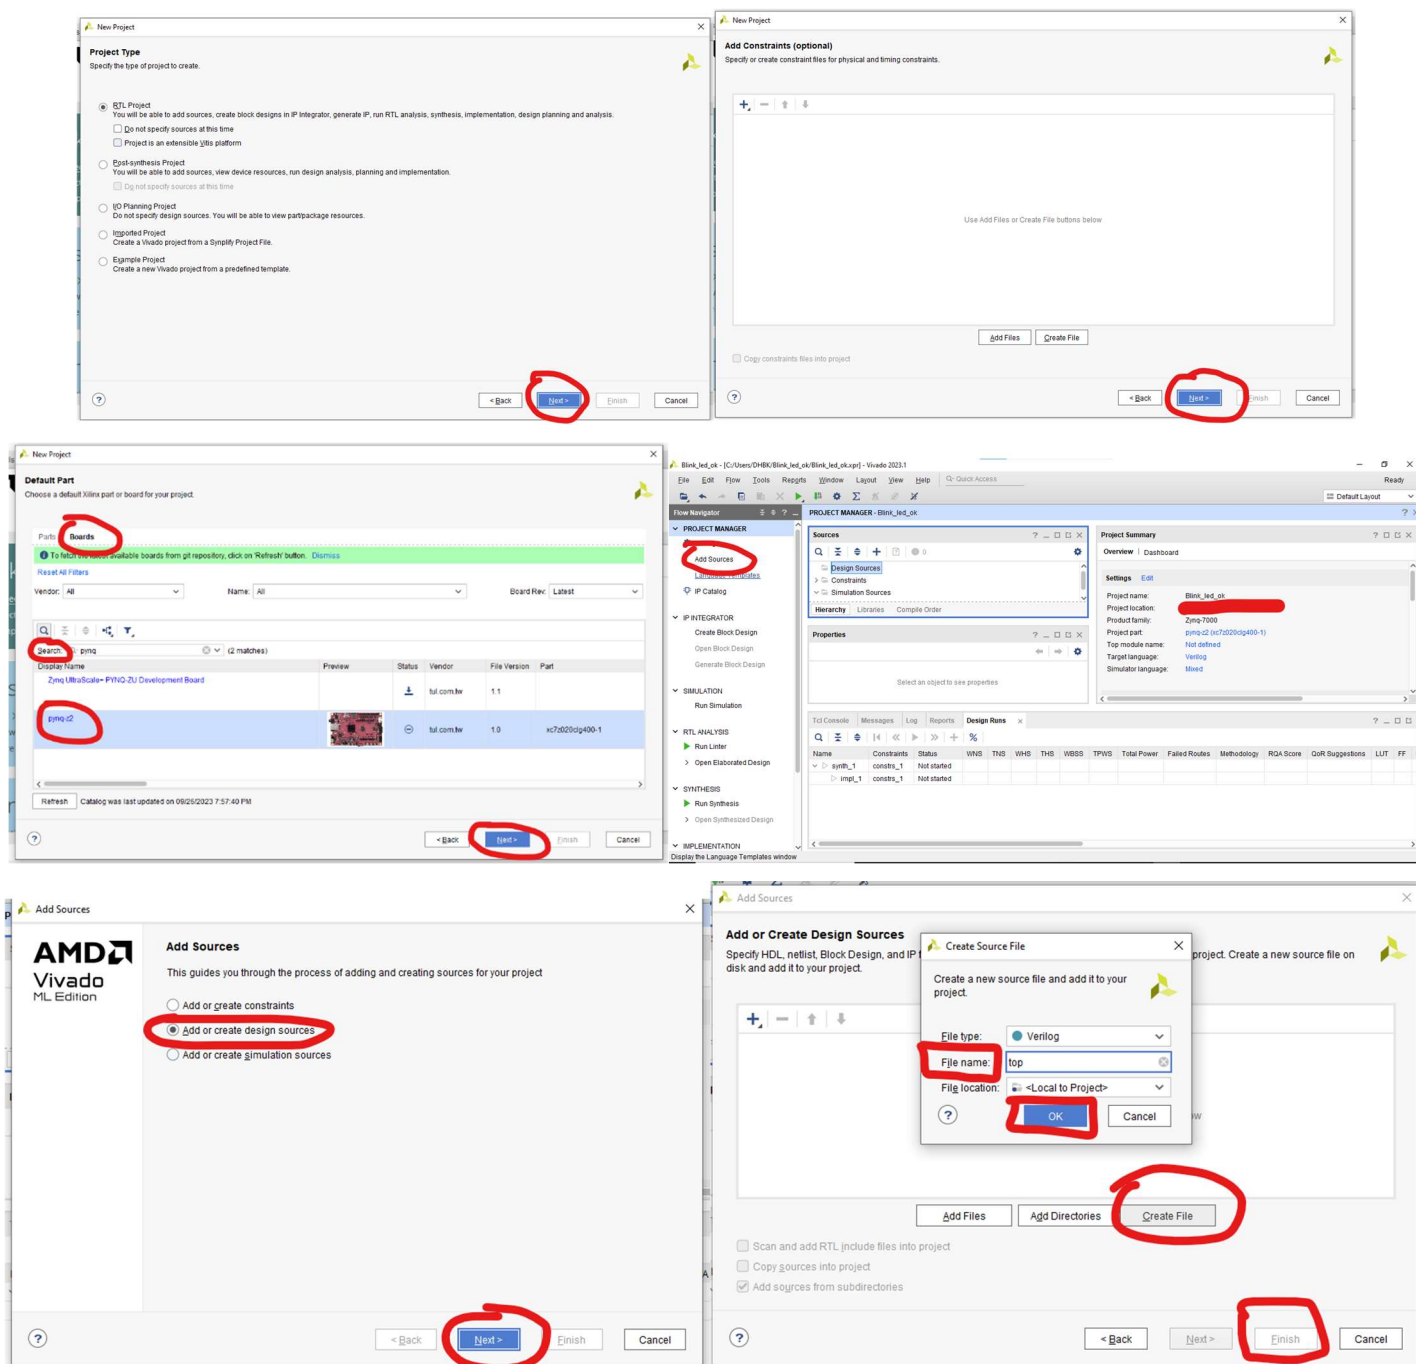 New Project
Project Type
Specify the type of project to create.
RTL Project
You will be able to add sources, create block designs in IP Integrator, generate IP, run RTL analysis, synthesis, implementation, design planning and analysis.
Do not specify sources at this time
Project is an extensible Vitis platform
Post-synthesis Project
You will be able to add sources, view device resources, run design analysis, planning and implementation.
Do not specify sources at this time
I/O Planning Project
Do not specify design sources. You will be able to view part/package resources.
Imported Project
Create a Vivado project from a Synplify Project File.
Example Project
Create a new Vivado project from a predefined template.
?
< Back
Next >
Finish
Cancel
New Project
Add Constraints (optional)
Specify or create constraint files for physical and timing constraints.
Use Add Files or Create File buttons below
Add Files
Create File
Copy constraints files into project
?
< Back
Next >
Finish
Cancel
New Project
Default Part
Choose a default Xilinx part or board for your project.
Parts
Boards
To fetch the latest available boards from git repository, click on 'Refresh' button. Dismiss
Reset All Filters
Vendor: All
Name: All
Board Rev: Latest
Search: pynq
(2 matches)
Display Name Preview Status Vendor File Version Part
Zynq UltraScale+ PYNQ-ZU Development Board
tul.com.tw 1.1
pynq-z2 tul.com.tw 1.0 xc7z020clg400-1
Refresh
Catalog was last updated on 09/26/2023 7:57:40 PM
?
< Back
Next >
Finish
Cancel
Blink_led_ok - [C:/Users/DHBK/Blink_led_ok/Blink_led_ok.xpr] - Vivado 2023.1
File Edit Flow Tools Reports Window Layout View Help Quick Access
Ready
Default Layout
Flow Navigator
PROJECT MANAGER - Blink_led_ok
PROJECT MANAGER
Add Sources
Language Templates
IP Catalog
IP INTEGRATOR
Create Block Design
Open Block Design
Generate Block Design
SIMULATION
Run Simulation
RTL ANALYSIS
Run Linter
Open Elaborated Design
SYNTHESIS
Run Synthesis
Open Synthesized Design
IMPLEMENTATION
Display the Language Templates window
Sources
0
Design Sources
Constraints
Simulation Sources
Hierarchy Libraries Compile Order
Properties
Select an object to see properties
Project Summary
Overview | Dashboard
Settings Edit
Project name: Blink_led_ok
Project location:
Product family: Zynq-7000
Project part: pynq-z2 (xc7z020clg400-1)
Top module name: Not defined
Target language: Verilog
Simulator language: Mixed
Tcl Console Messages Log Reports Design Runs
Name Constraints Status WNS TNS WHS THS WBSS TPWS Total Power Failed Routes Methodology RQA Score QoR Suggestions LUT FF
synth_1 constrs_1 Not started
impl_1 constrs_1 Not started
Add Sources
AMD
Vivado
ML Edition
Add Sources
This guides you through the process of adding and creating sources for your project
Add or create constraints
Add or create design sources
Add or create simulation sources
?
< Back
Next >
Finish
Cancel
Add Sources
Add or Create Design Sources
Specify HDL, netlist, Block Design, and IP f project. Create a new source file on
disk and add it to your project.
Create Source File
Create a new source file and add it to your
project.
File type: Verilog
File name: top
File location: <Local to Project>
?
OK
Cancel
Add Files
Add Directories
Create File
Scan and add RTL include files into project
Copy sources into project
Add sources from subdirectories
?
< Back
Next >
Finish
Cancel